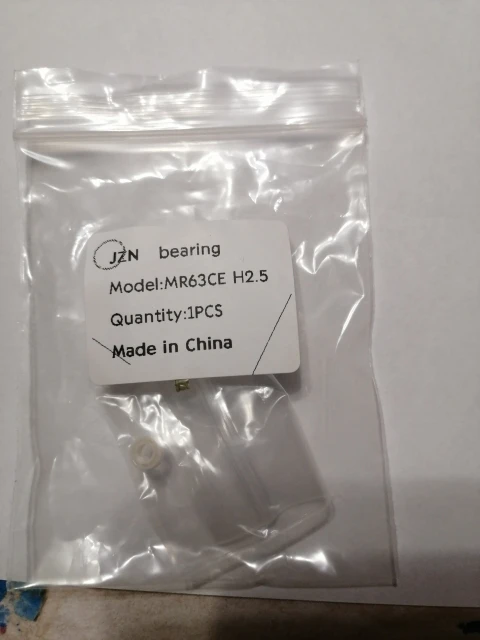 JZN bearing
Model:MR63CE H2.5
Quantity:1PCS
Made in China